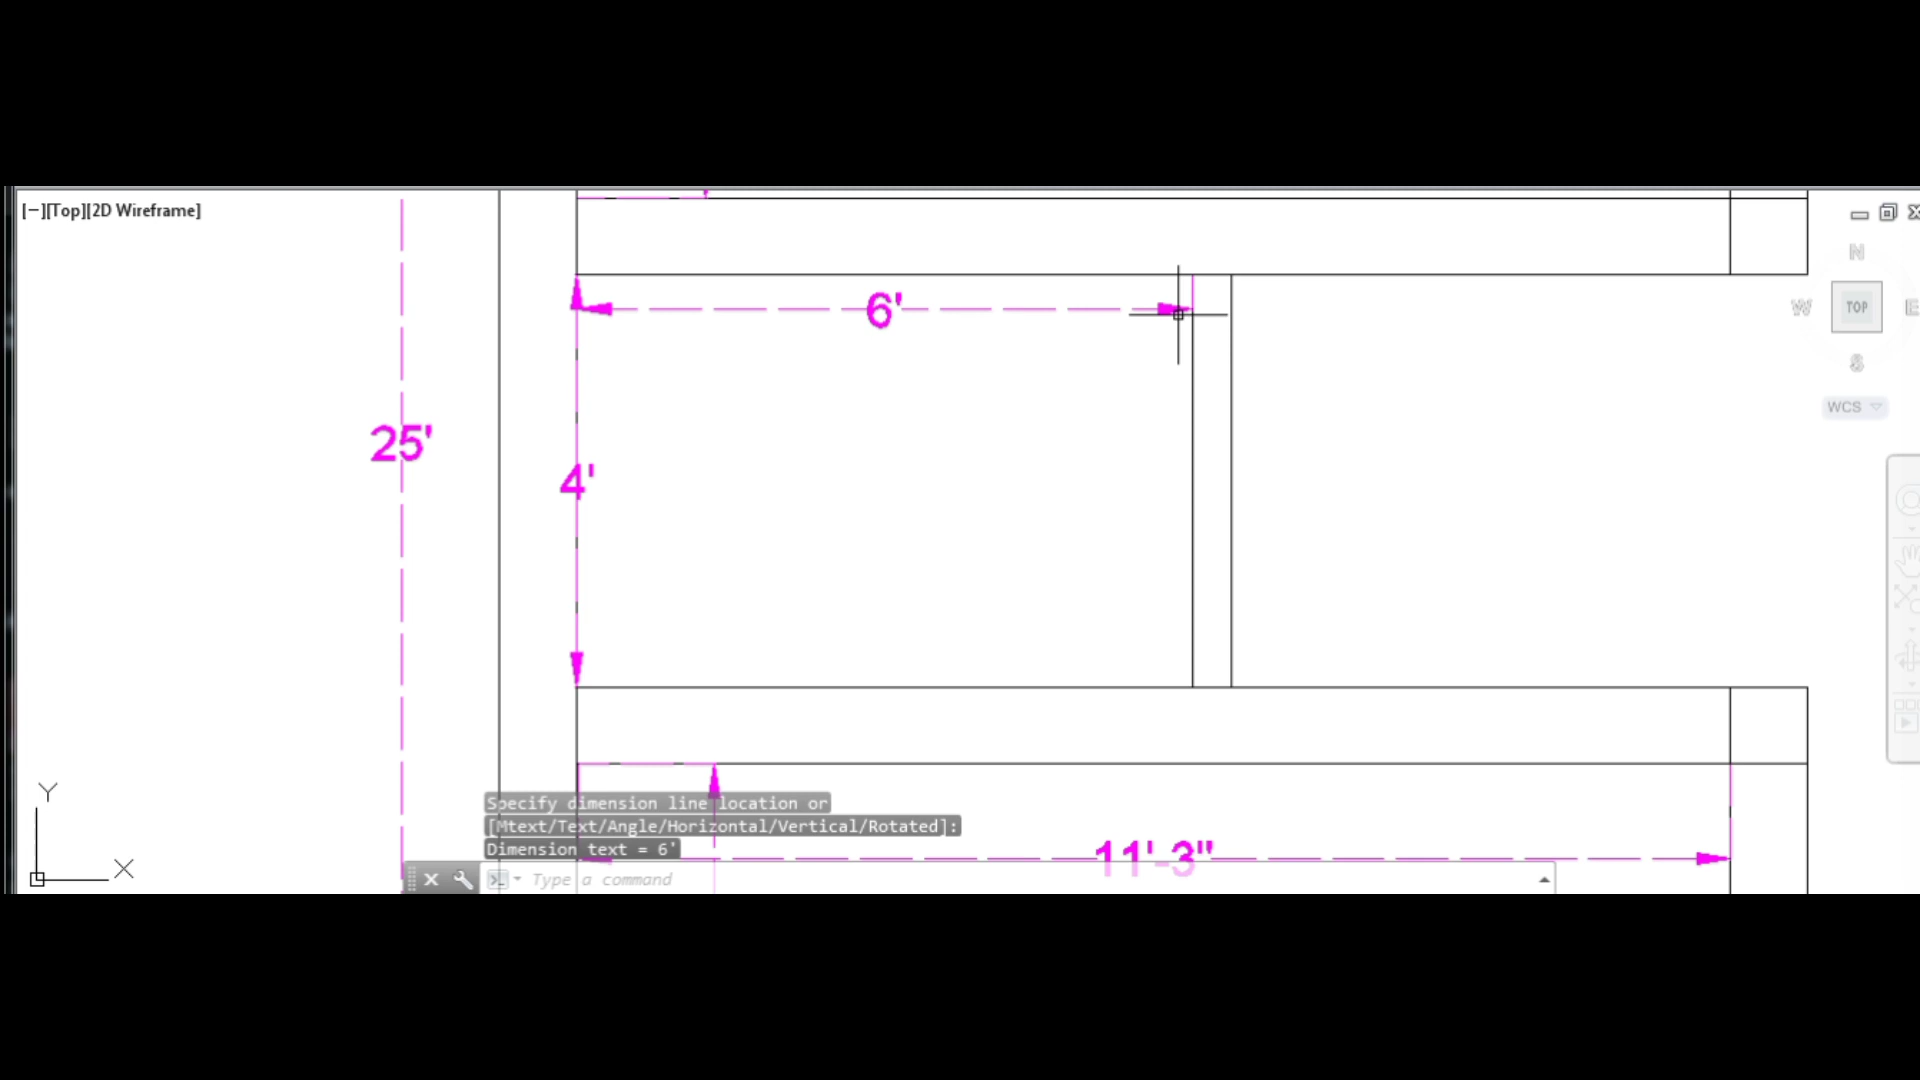 [−][Top][2D Wireframe]
N
W
TOP
E
S
WCS
6'
25'
4'
Specify dimension line location or
[Mtext/Text/Angle/Horizontal/Vertical/Rotated]:
Dimension text = 6'
11'-3"
Type a command
Y
X